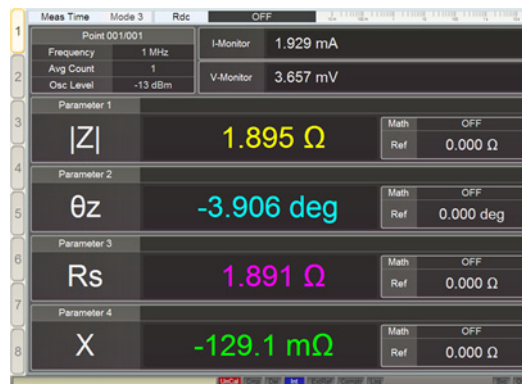 Meas Time Mode 3 Rdc OFF
1
Point 001/001
Frequency 1 MHz
Avg Count 1
Osc Level -13 dBm
I-Monitor 1.929 mA
V-Monitor 3.657 mV
2
Parameter 1
|Z| 1.895 Ω
Math OFF
Ref 0.000 Ω
3
4
Parameter 2
θz -3.906 deg
Math OFF
Ref 0.000 deg
5
Parameter 3
Rs 1.891 Ω
Math OFF
Ref 0.000 Ω
6
7
Parameter 4
X -129.1 mΩ
Math OFF
Ref 0.000 Ω
8
UnCal
Int